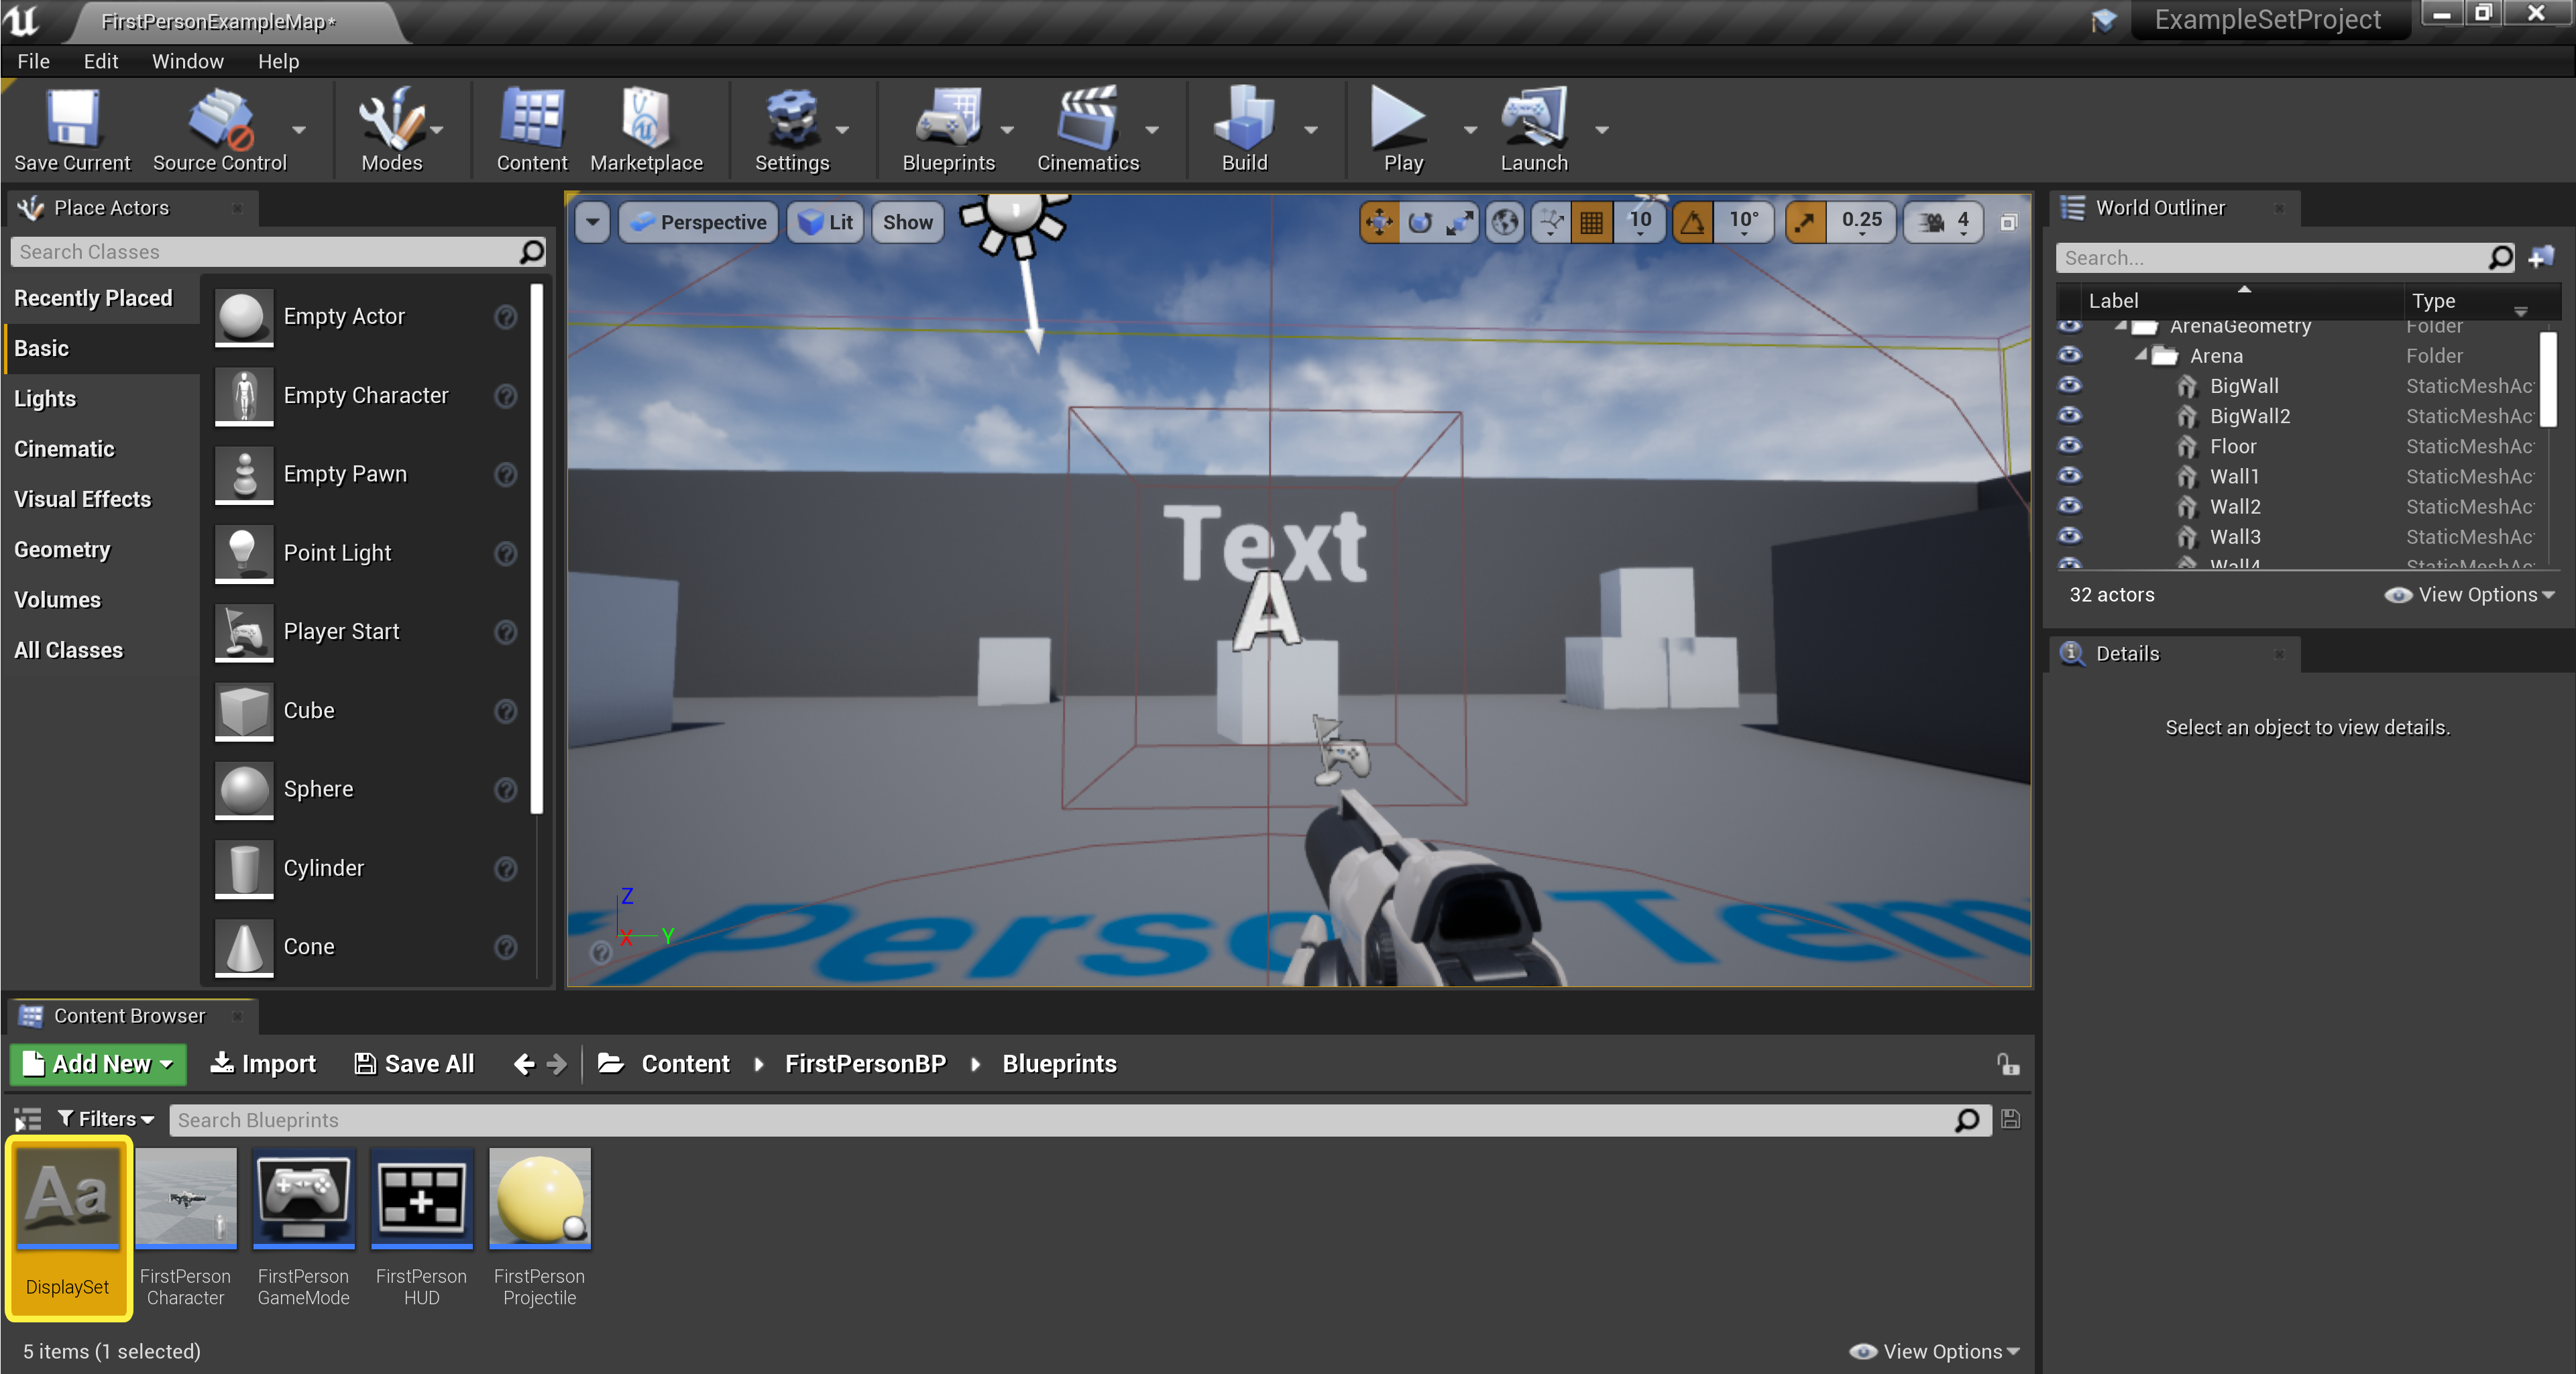 FirstPersonExampleMap*
ExampleSetProject
File Edit Window Help
Save Current Source Control Modes Content Marketplace Settings Blueprints Cinematics Build Play Launch
Place Actors
Search Classes
Recently Placed
Basic
Lights
Cinematic
Visual Effects
Geometry
Volumes
All Classes
Empty Actor
Empty Character
Empty Pawn
Point Light
Player Start
Cube
Sphere
Cylinder
Cone
Perspective Lit Show
10 10° 0.25 4
Text
A
Z
X Y
Perso Tem
World Outliner
Search...
Label Type
ArenaGeometry Folder
Arena Folder
BigWall StaticMeshAc
BigWall2 StaticMeshAc
Floor StaticMeshAc
Wall1 StaticMeshAc
Wall2 StaticMeshAc
Wall3 StaticMeshAc
Wall4 StaticMeshAc
32 actors View Options
Details
Select an object to view details.
Content Browser
Add New Import Save All Content FirstPersonBP Blueprints
Filters Search Blueprints
Aa
DisplaySet
FirstPerson
Character
FirstPerson
GameMode
FirstPerson
HUD
FirstPerson
Projectile
5 items (1 selected)
View Options